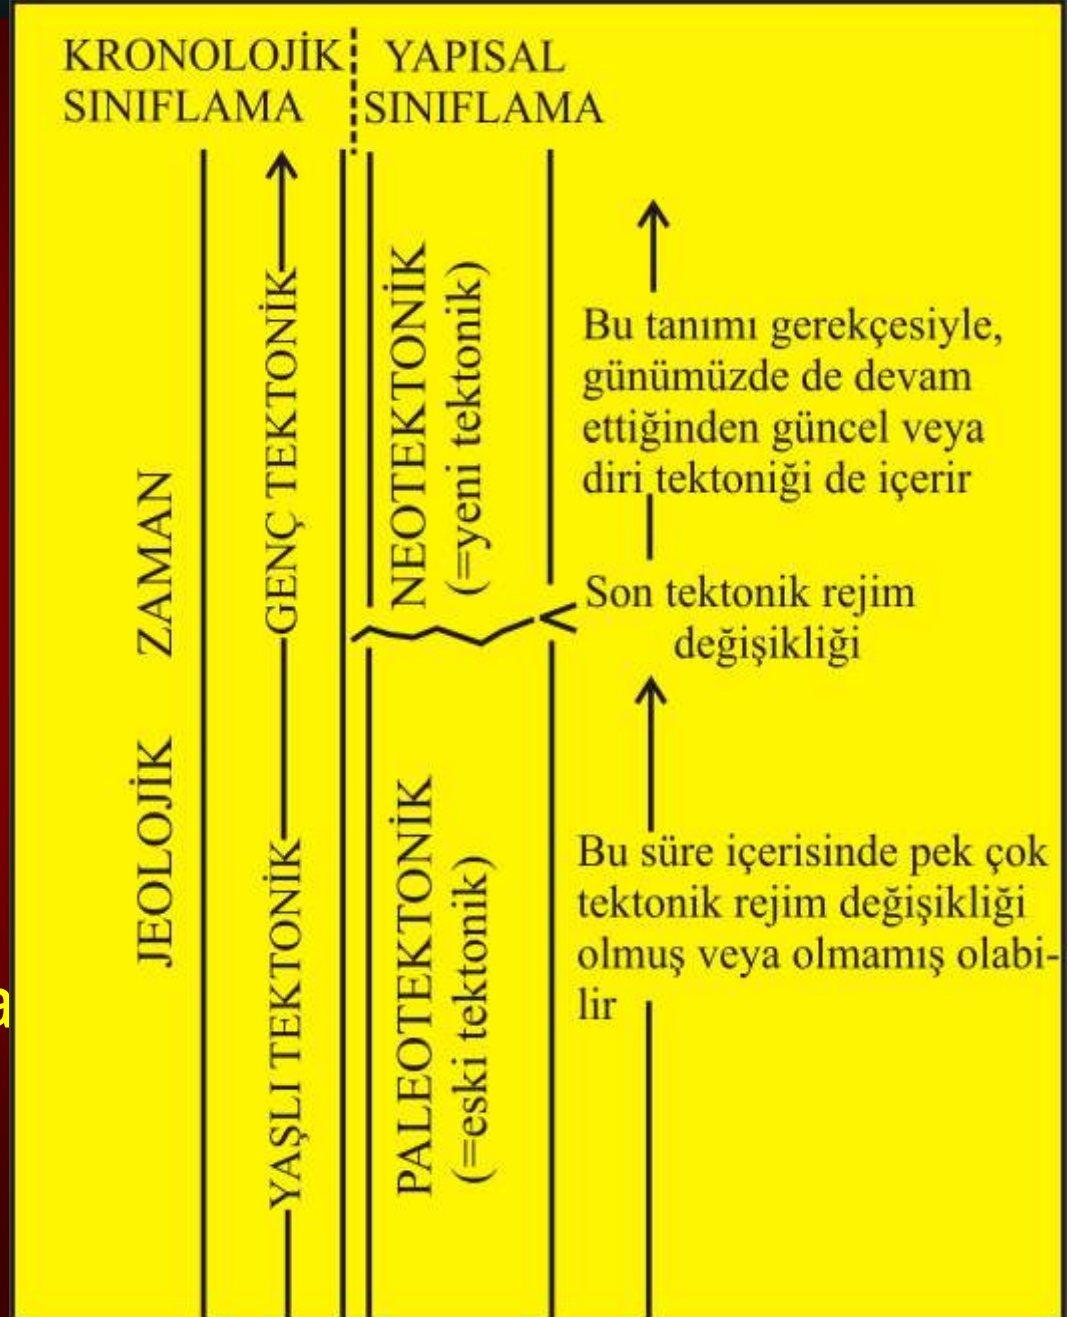 KRONOLOJİK
SINIFLAMA
YAPISAL
SINIFLAMA
JEOLOJİK ZAMAN
YAŞLI TEKTONİK
GENÇ TEKTONİK
NEOTEKTONİK
(=yeni tektonik)
PALEOTEKTONİK
(=eski tektonik)
Bu tanımı gerekçesiyle,
günümüzde de devam
ettiğinden güncel veya
diri tektoniği de içerir
Son tektonik rejim
değişikliği
Bu süre içerisinde pek çok
tektonik rejim değişikliği
olmuş veya olmamış olabi-
lir
a